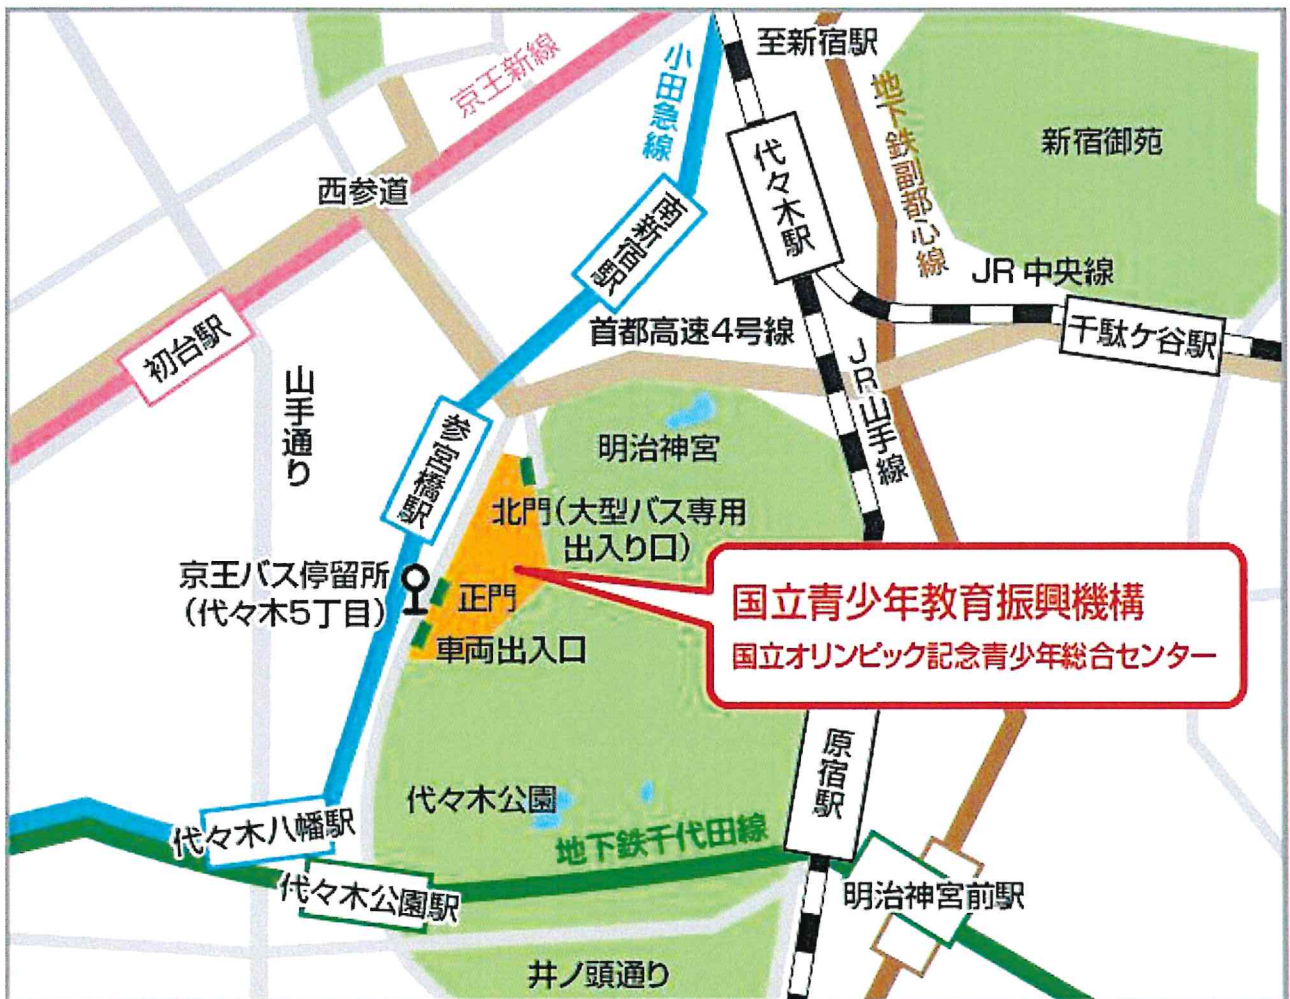 至新宿駅
京王新線
小田急線
地下鉄副都心線
新宿御苑
代々木駅
西参道
南新宿駅
JR中央線
初台駅
首都高速4号線
千駄ケ谷駅
山手通り
JR山手線
参宮橋駅
明治神宮
北門(大型バス専用
出入り口)
京王バス停留所
(代々木5丁目)
正門
車両出入口
国立青少年教育振興機構
国立オリンピック記念青少年総合センター
原宿駅
代々木公園
代々木八幡駅
地下鉄千代田線
代々木公園駅
明治神宮前駅
井ノ頭通り